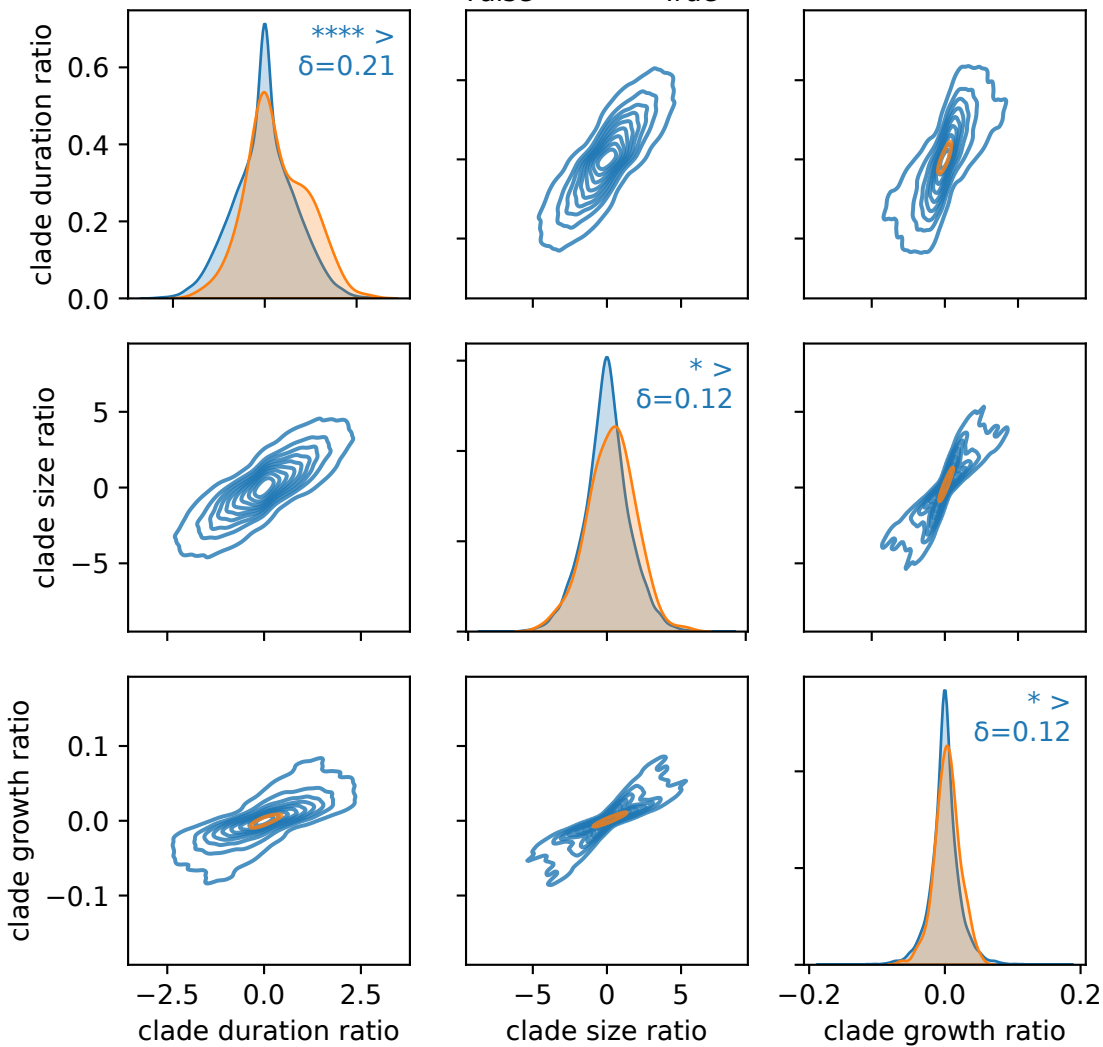 **** >
δ=0.21
clade duration ratio
0.6
0.4
0.2
0.0
* >
δ=0.12
clade size ratio
5
0
−5
* >
δ=0.12
clade growth ratio
0.1
0.0
−0.1
−2.5 0.0 2.5
−5 0 5
−0.2 0.0 0.2
clade duration ratio
clade size ratio
clade growth ratio